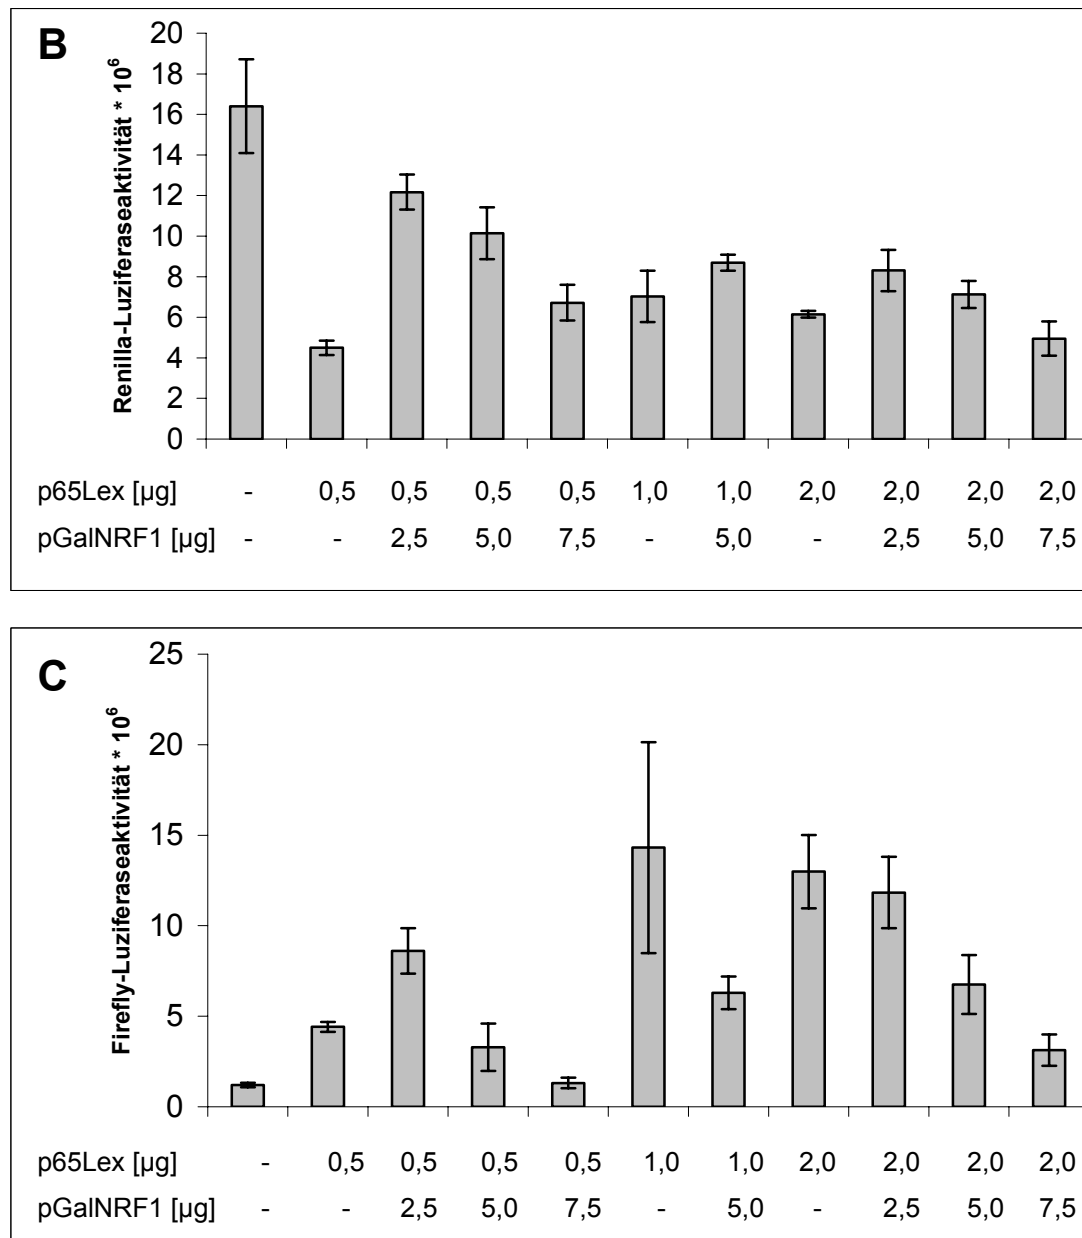 B
Renilla-Luziferaseaktivität * 10⁶
20
18
16
14
12
10
8
6
4
2
0
p65Lex [µg] - 0,5 0,5 0,5 0,5 1,0 1,0 2,0 2,0 2,0 2,0
pGalNRF1 [µg] - - 2,5 5,0 7,5 - 5,0 - 2,5 5,0 7,5
C
Firefly-Luziferaseaktivität * 10⁶
25
20
15
10
5
0
p65Lex [µg] - 0,5 0,5 0,5 0,5 1,0 1,0 2,0 2,0 2,0 2,0
pGalNRF1 [µg] - - 2,5 5,0 7,5 - 5,0 - 2,5 5,0 7,5